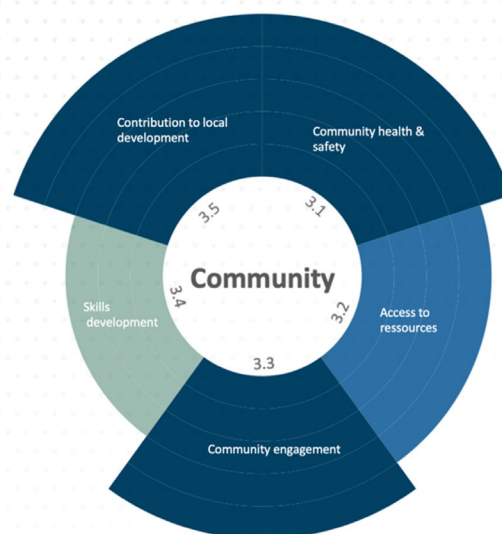 Contribution to local
development
Community health &
safety
3.5
3.1
Community
Skills
development
3.4
3.2
Access to
ressources
3.3
Community engagement